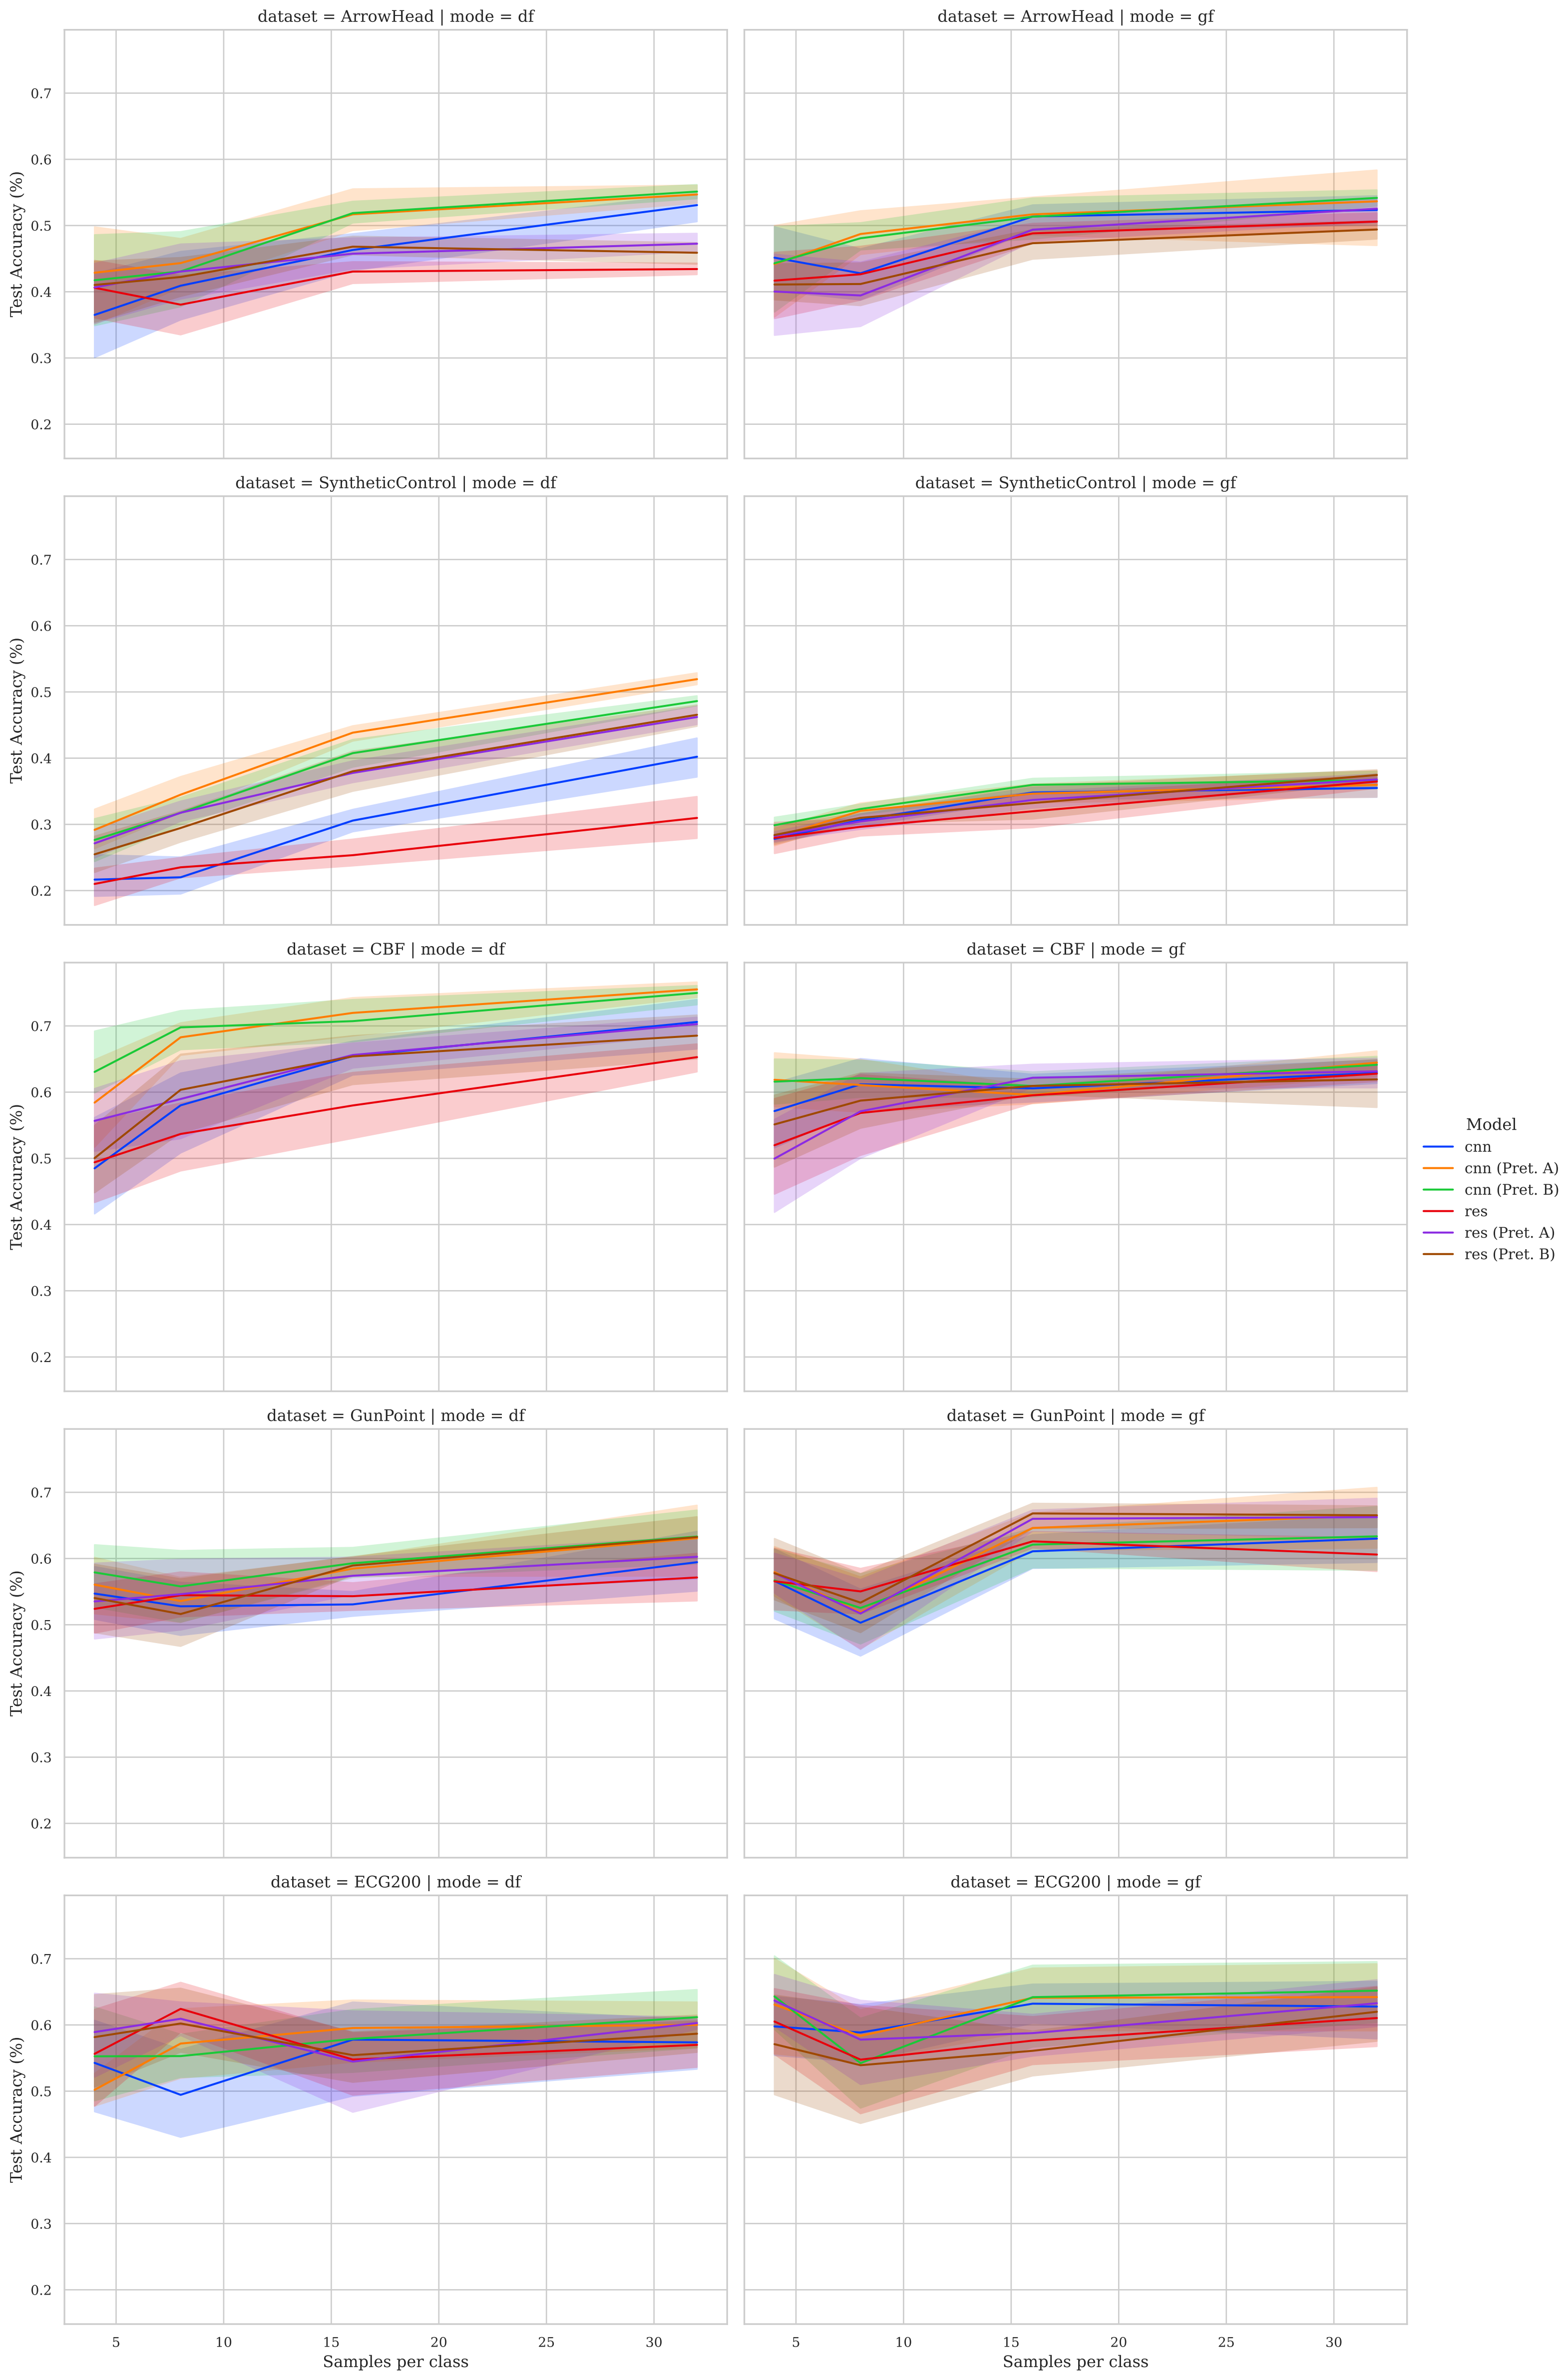 dataset = ArrowHead | mode = df
dataset = ArrowHead | mode = gf
Test Accuracy (%)
0.7
0.6
0.5
0.4
0.3
0.2
dataset = SyntheticControl | mode = df
dataset = SyntheticControl | mode = gf
Test Accuracy (%)
0.7
0.6
0.5
0.4
0.3
0.2
dataset = CBF | mode = df
dataset = CBF | mode = gf
Test Accuracy (%)
0.7
0.6
0.5
0.4
0.3
0.2
Model
cnn
cnn (Pret. A)
cnn (Pret. B)
res
res (Pret. A)
res (Pret. B)
dataset = GunPoint | mode = df
dataset = GunPoint | mode = gf
Test Accuracy (%)
0.7
0.6
0.5
0.4
0.3
0.2
dataset = ECG200 | mode = df
dataset = ECG200 | mode = gf
Test Accuracy (%)
0.7
0.6
0.5
0.4
0.3
0.2
5 10 15 20 25 30
Samples per class
5 10 15 20 25 30
Samples per class